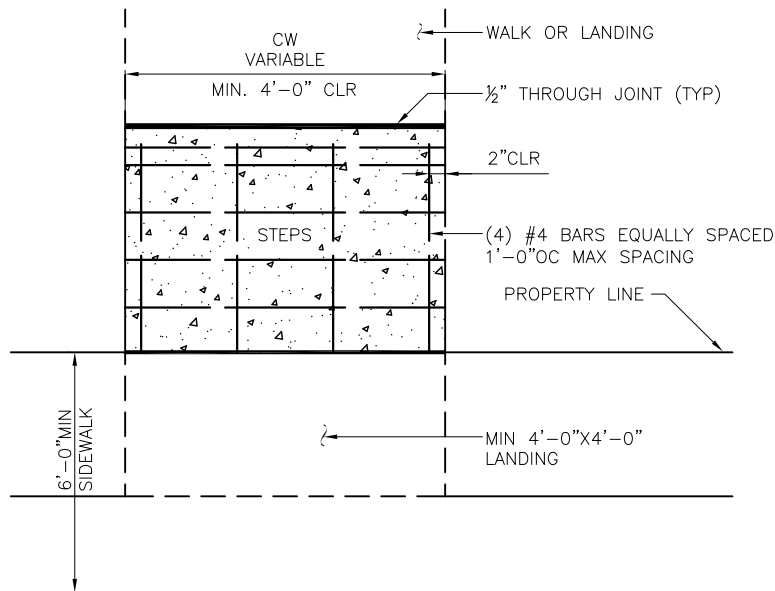 WALK OR LANDING
CW
VARIABLE
MIN. 4'-0" CLR
½" THROUGH JOINT (TYP)
2"CLR
STEPS
(4) #4 BARS EQUALLY SPACED
1'-0"OC MAX SPACING
PROPERTY LINE
6'-0"MIN
SIDEWALK
MIN 4'-0"X4'-0"
LANDING